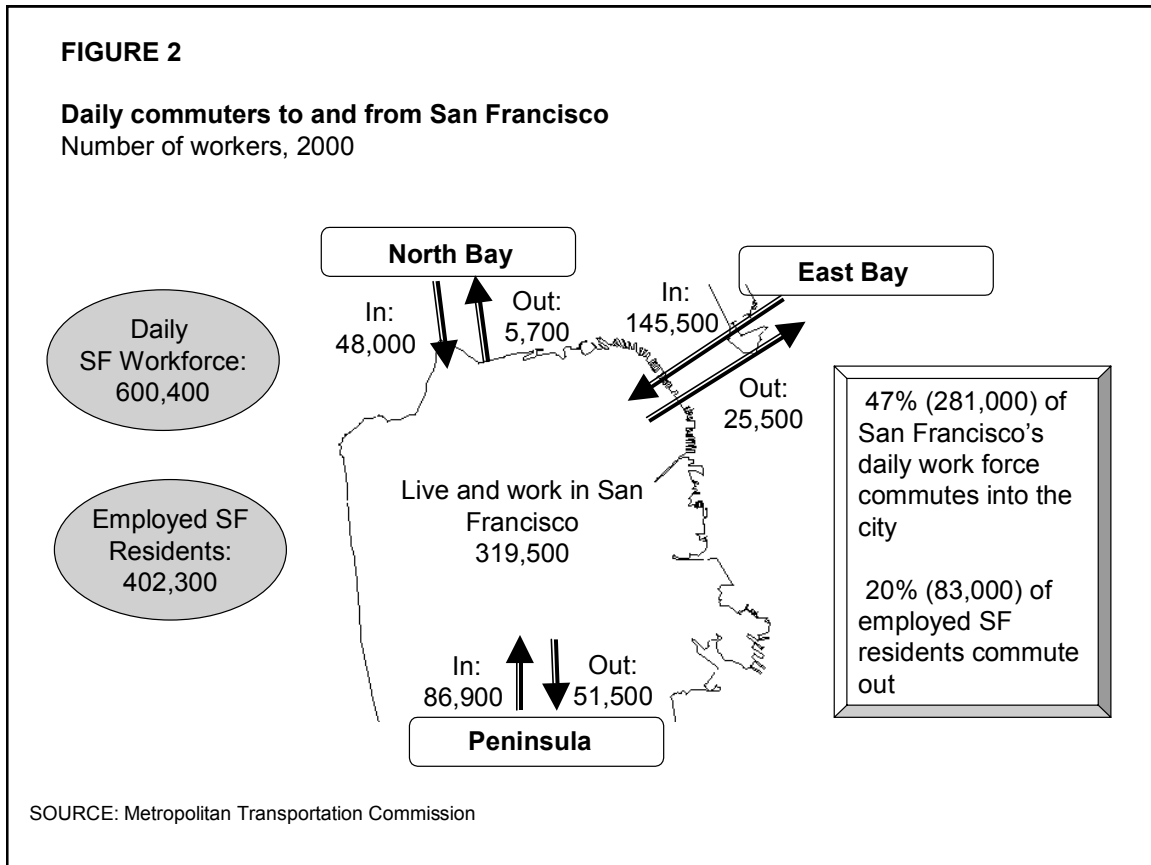 FIGURE 2
Daily commuters to and from San Francisco
Number of workers, 2000
North Bay
East Bay
In:
48,000
Out:
5,700
In:
145,500
Out:
25,500
Daily
SF Workforce:
600,400
Employed SF
Residents:
402,300
Live and work in San
Francisco
319,500
47% (281,000) of
San Francisco’s
daily work force
commutes into the
city
20% (83,000) of
employed SF
residents commute
out
In:
86,900
Out:
51,500
Peninsula
SOURCE: Metropolitan Transportation Commission